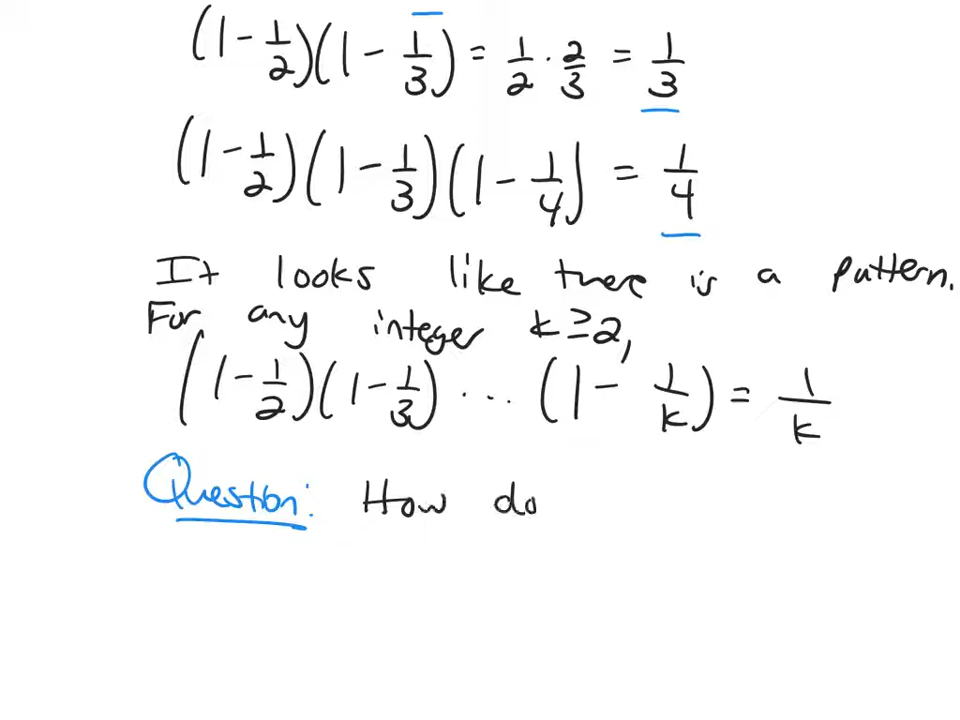 (1 - 1/2)(1 - 1/3) = 1/2 · 2/3 = 1/3
(1 - 1/2)(1 - 1/3)(1 - 1/4) = 1/4
It looks like there is a pattern.
For any integer k ≥ 2,
(1 - 1/2)(1 - 1/3) ... (1 - 1/k) = 1/k
Question: How do